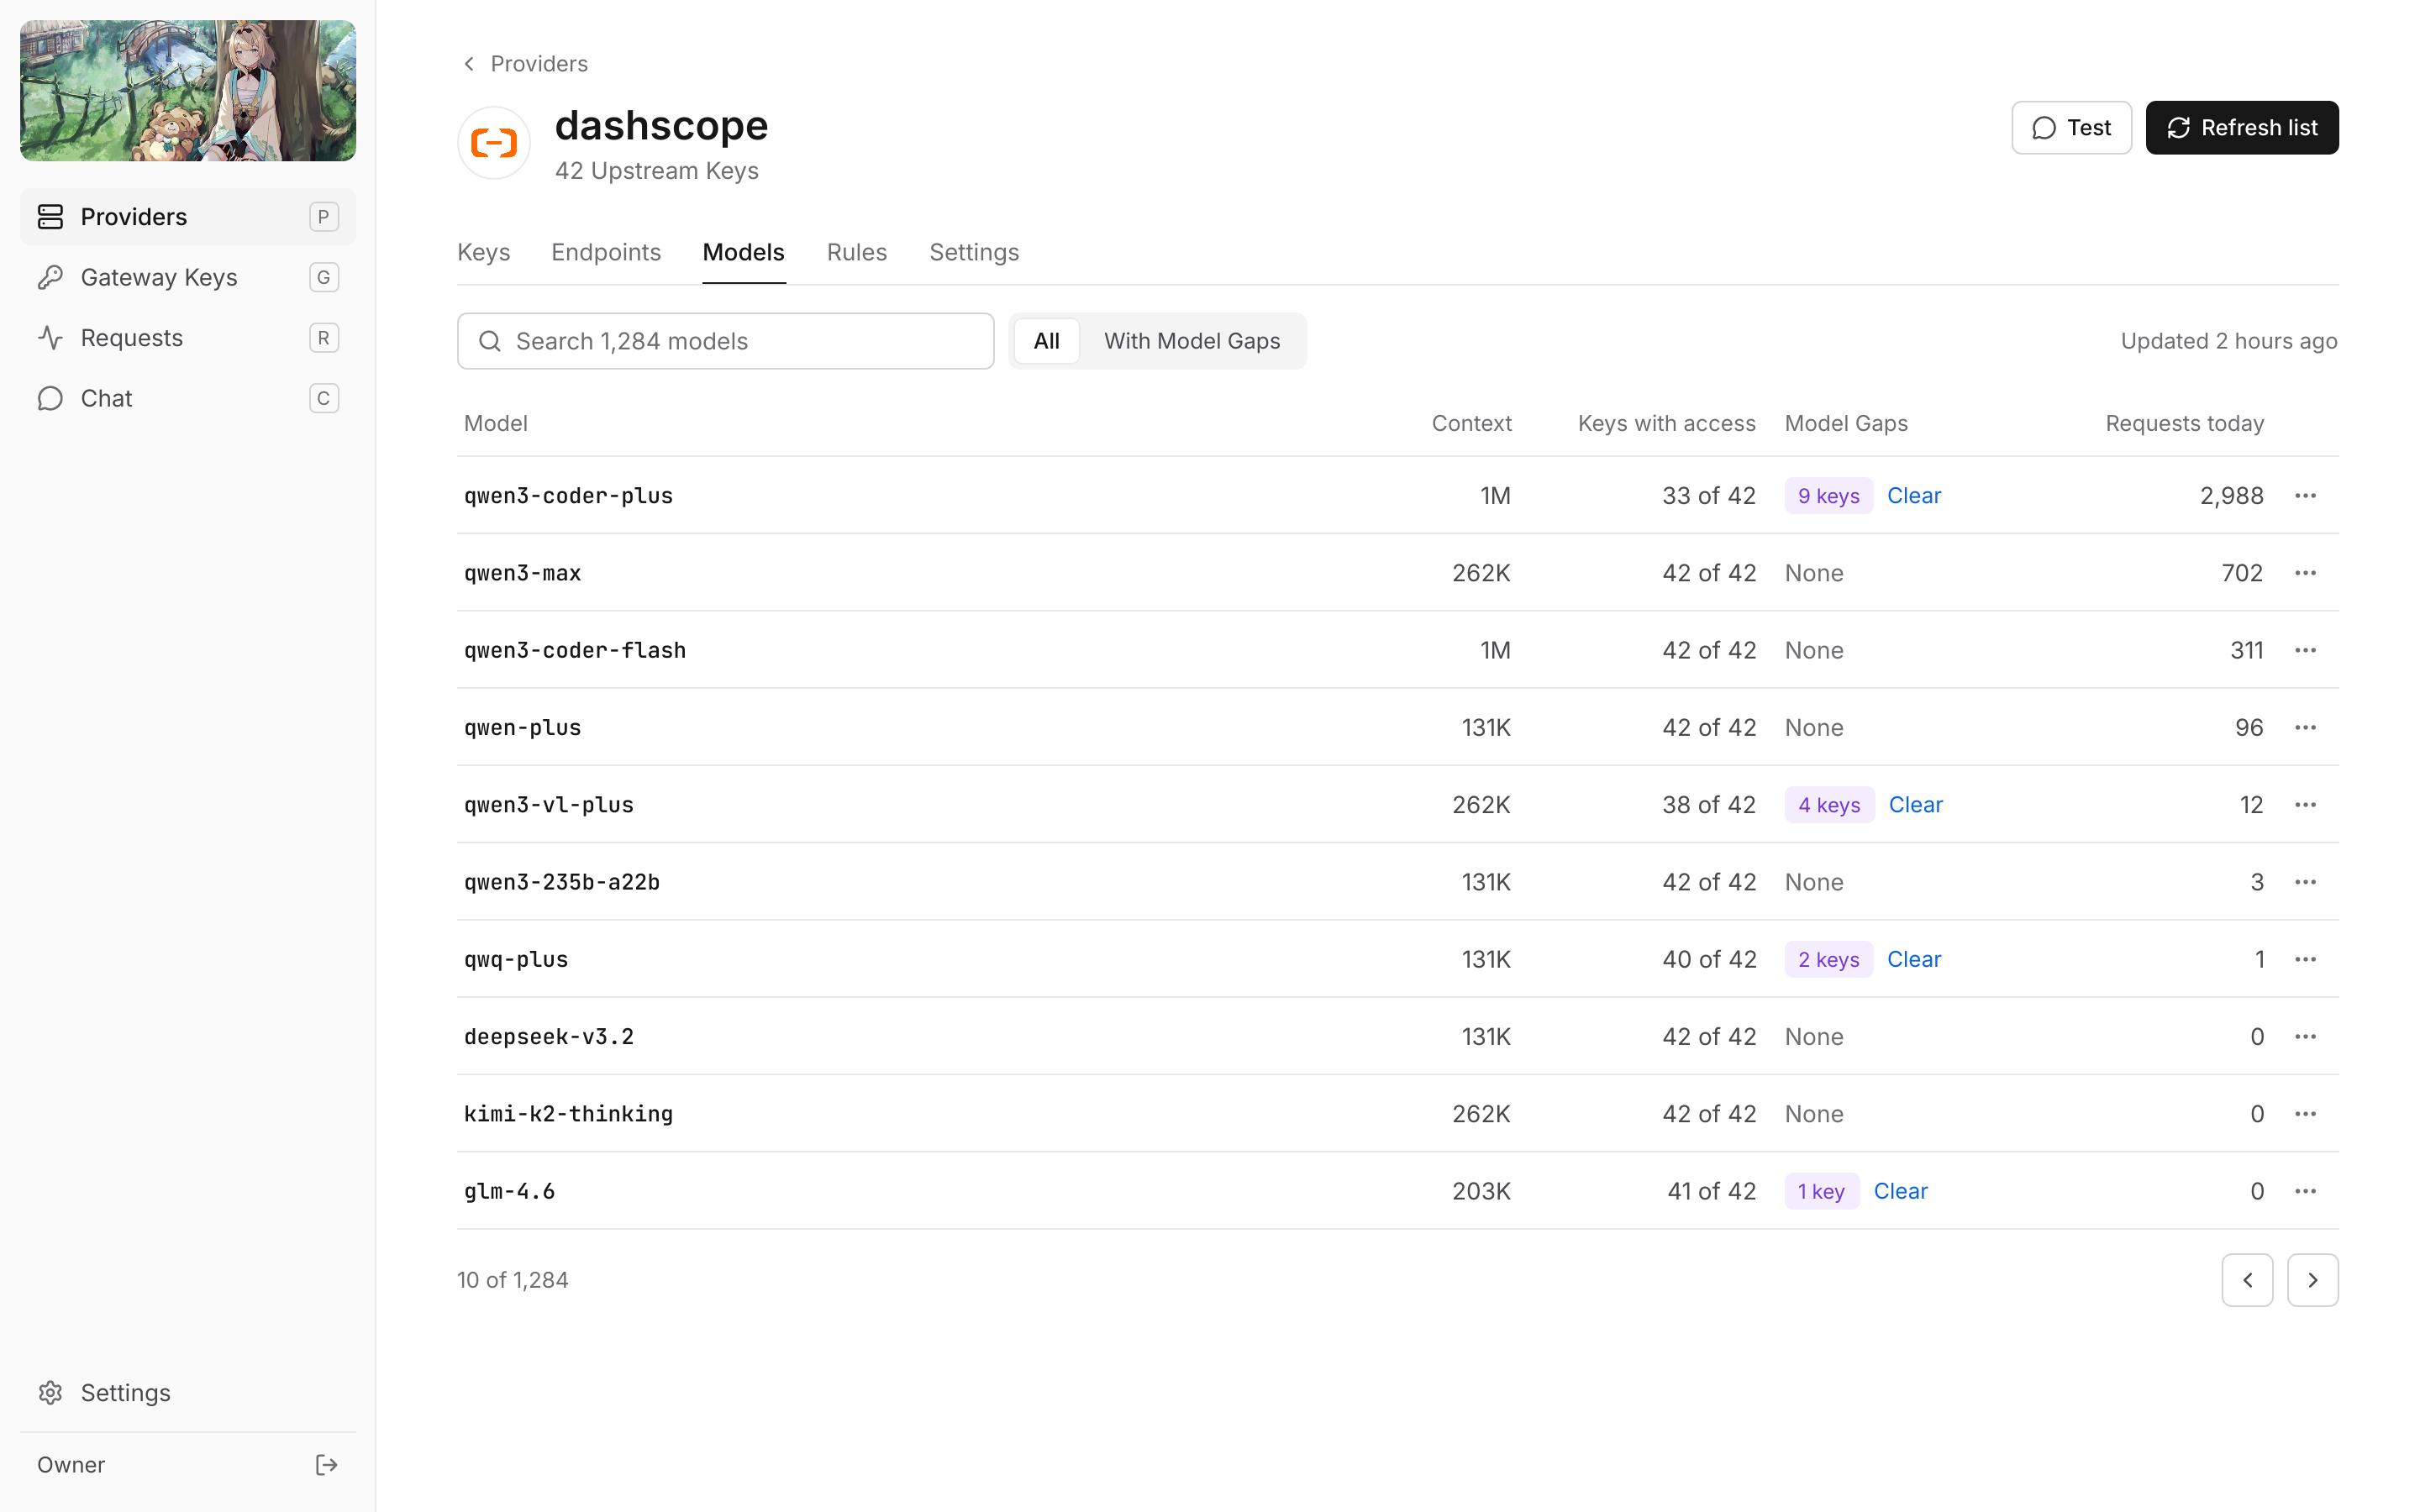 Providers P
Gateway Keys G
Requests R
Chat C
Settings
Owner
Providers
dashscope
42 Upstream Keys
Test
Refresh list
Keys Endpoints Models Rules Settings
Search 1,284 models
All With Model Gaps
Updated 2 hours ago
Model Context Keys with access Model Gaps Requests today
qwen3-coder-plus 1M 33 of 42 9 keys Clear 2,988
qwen3-max 262K 42 of 42 None 702
qwen3-coder-flash 1M 42 of 42 None 311
qwen-plus 131K 42 of 42 None 96
qwen3-vl-plus 262K 38 of 42 4 keys Clear 12
qwen3-235b-a22b 131K 42 of 42 None 3
qwq-plus 131K 40 of 42 2 keys Clear 1
deepseek-v3.2 131K 42 of 42 None 0
kimi-k2-thinking 262K 42 of 42 None 0
glm-4.6 203K 41 of 42 1 key Clear 0
10 of 1,284